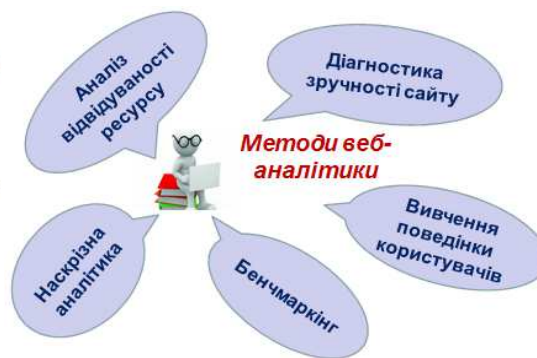 Аналіз
відвідуваності
ресурсу
Діагностика
зручності сайту
Методи веб-
аналітики
Вивчення
поведінки
користувачів
Наскрізна
аналітика
Бенчмаркінг